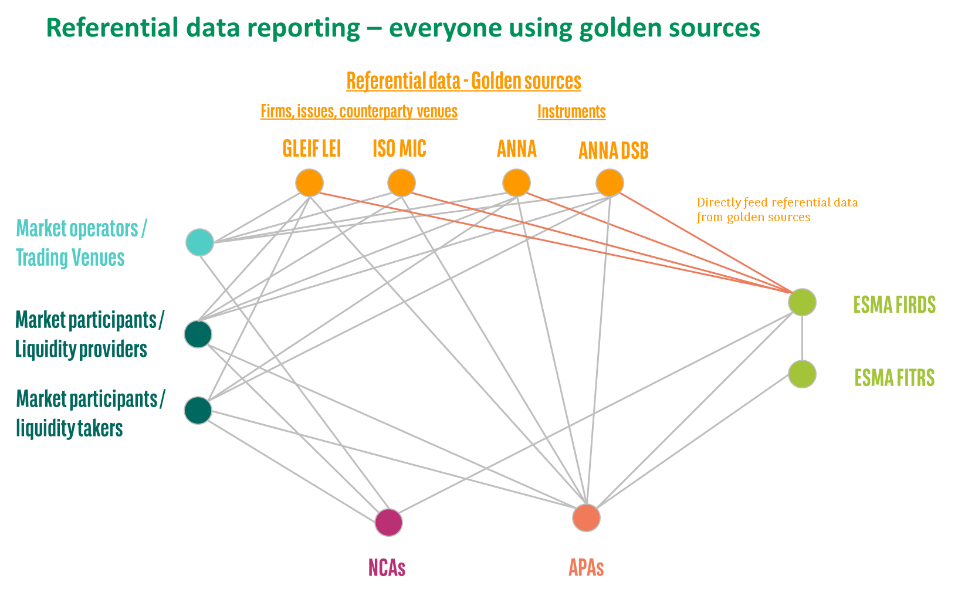 Referential data reporting – everyone using golden sources
Referential data - Golden sources
Firms, issues, counterparty venues
Instruments
GLEIF LEI
ISO MIC
ANNA
ANNA DSB
Directly feed referential data
from golden sources
Market operators /
Trading Venues
Market participants /
Liquidity providers
Market participants /
liquidity takers
ESMA FIRDS
ESMA FITRS
NCAs
APAs